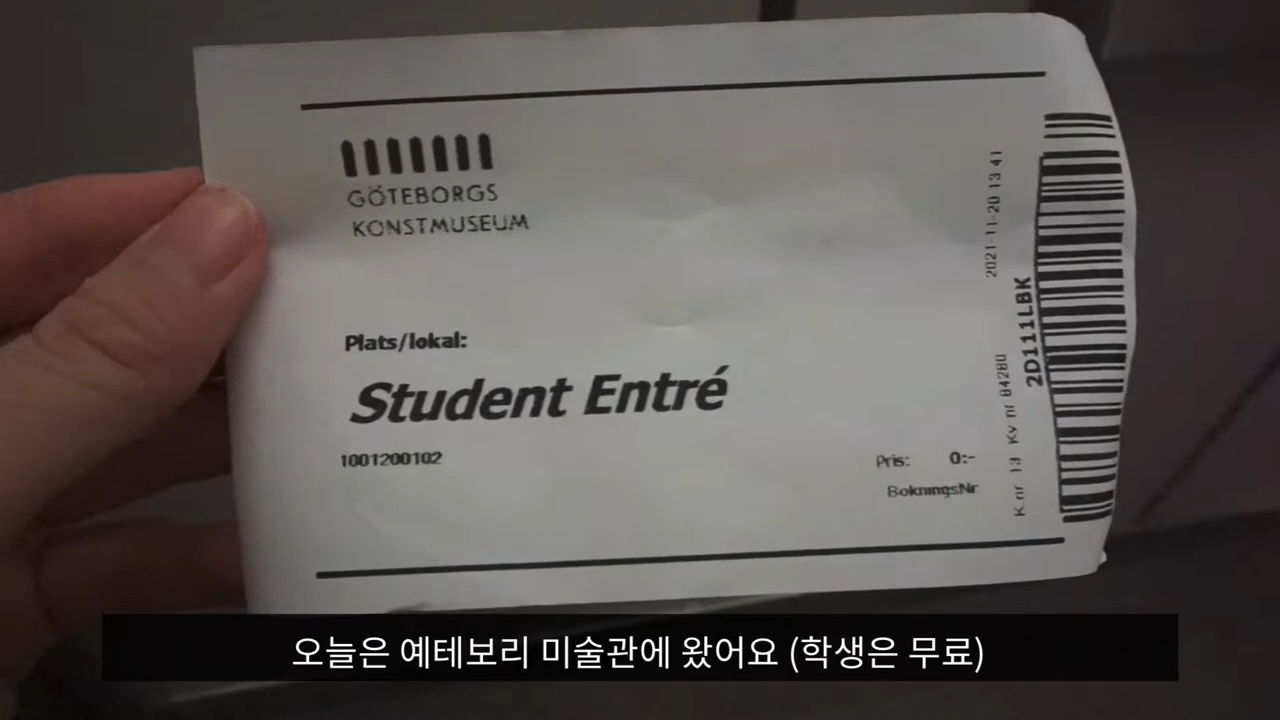 GÖTEBORGS
KONSTMUSEUM
Plats/lokal:
Student Entré
1001200102
Pris: 0:-
BokningsNr
K.nr 13 Kv nr 84280
2021-11-20 13 41
2D111LBK
오늘은 예테보리 미술관에 왔어요 (학생은 무료)